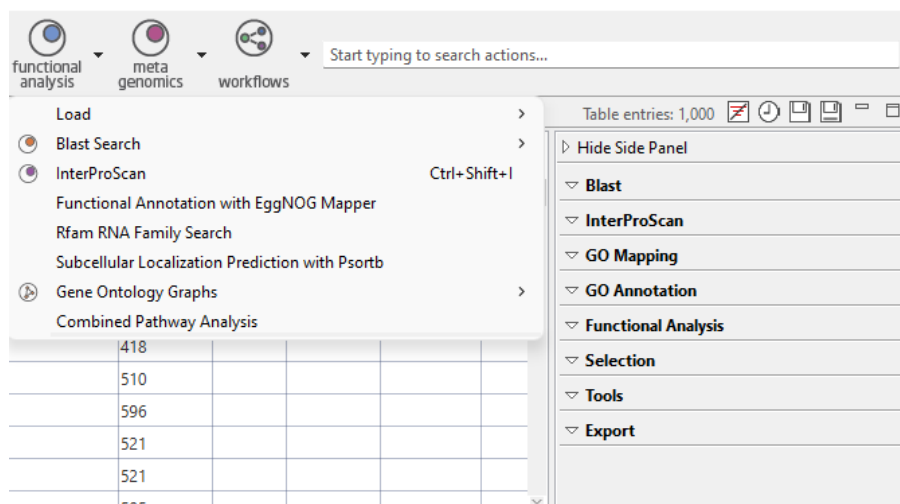 functional
analysis
meta
genomics
workflows
Start typing to search actions...
Load
Blast Search
InterProScan Ctrl+Shift+I
Functional Annotation with EggNOG Mapper
Rfam RNA Family Search
Subcellular Localization Prediction with Psortb
Gene Ontology Graphs
Combined Pathway Analysis
Table entries: 1,000
Hide Side Panel
Blast
InterProScan
GO Mapping
GO Annotation
Functional Analysis
Selection
Tools
Export
418
510
596
521
521